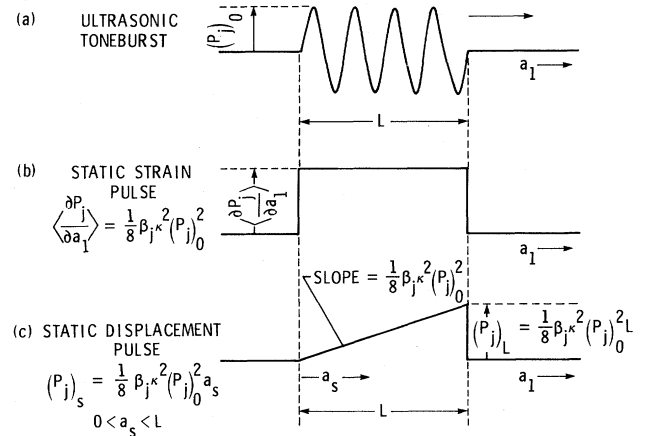 (a) ULTRASONIC
TONEBURST
(P_j)_0
a_1
L
(b) STATIC STRAIN
PULSE
⟨∂P_j/∂a_1⟩ = 1/8 β_j κ^2 (P_j)_0^2
⟨∂P_j/∂a_1⟩
a_1
SLOPE = 1/8 β_j κ^2 (P_j)_0^2
(c) STATIC DISPLACEMENT
PULSE
(P_j)_L = 1/8 β_j κ^2 (P_j)_0^2 L
(P_j)_s = 1/8 β_j κ^2 (P_j)_0^2 a_s
a_s
a_1
0 < a_s < L
L